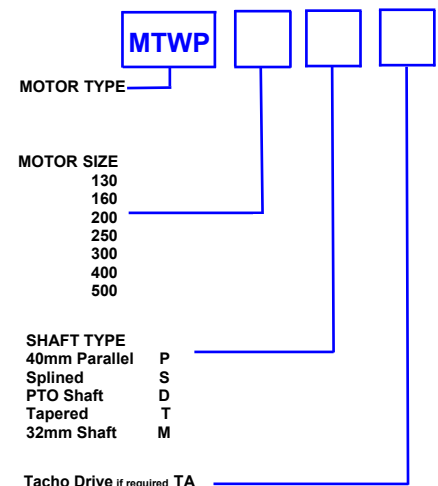 MTWP
MOTOR TYPE
MOTOR SIZE
130
160
200
250
300
400
500
SHAFT TYPE
40mm Parallel P
Splined S
PTO Shaft D
Tapered T
32mm Shaft M
Tacho Drive if required TA